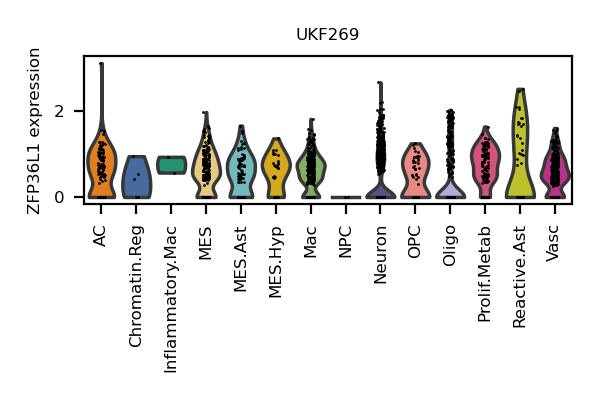 UKF269
ZFP36L1 expression
2
0
AC
Chromatin.Reg
Inflammatory.Mac
MES
MES.Ast
MES.Hyp
Mac
NPC
Neuron
OPC
Oligo
Prolif.Metab
Reactive.Ast
Vasc